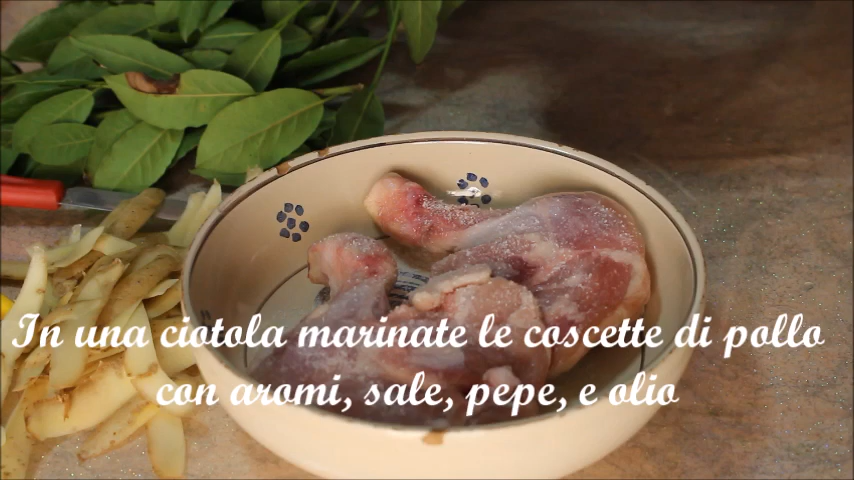 In una ciotola marinate le coscette di pollo
con aromi, sale, pepe, e olio